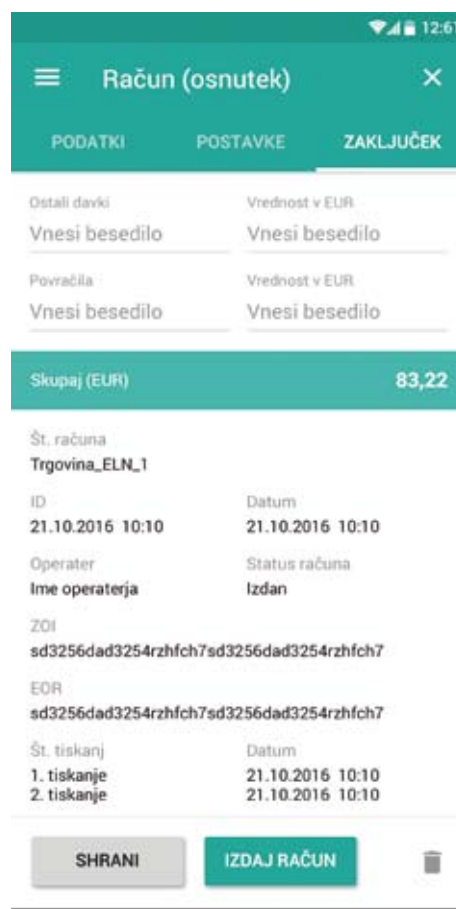 12:61
Račun (osnutek)
PODATKI POSTAVKE ZAKLJUČEK
Ostali davki Vrednost v EUR
Vnesi besedilo Vnesi besedilo
Povračila Vrednost v EUR
Vnesi besedilo Vnesi besedilo
Skupaj (EUR) 83,22
Št. računa
Trgovina_ELN_1
ID Datum
21.10.2016 10:10 21.10.2016 10:10
Operater Status računa
Ime operaterja Izdan
ZOI
sd3256dad3254rzhfch7sd3256dad3254rzhfch7
EOR
sd3256dad3254rzhfch7sd3256dad3254rzhfch7
Št. tiskanj Datum
1. tiskanje 21.10.2016 10:10
2. tiskanje 21.10.2016 10:10
SHRANI IZDAJ RAČUN